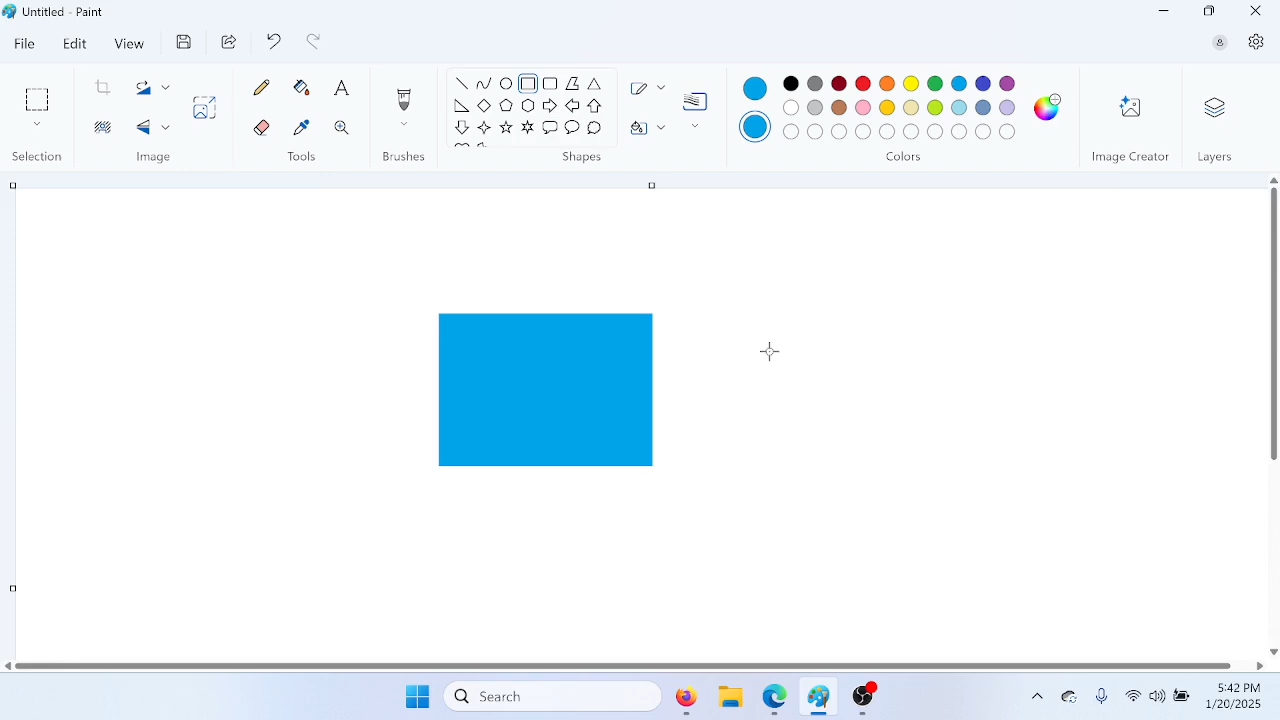 Untitled - Paint
File Edit View
Selection Image Tools Brushes Shapes Colors Image Creator Layers
Search
5:42 PM
1/20/2025